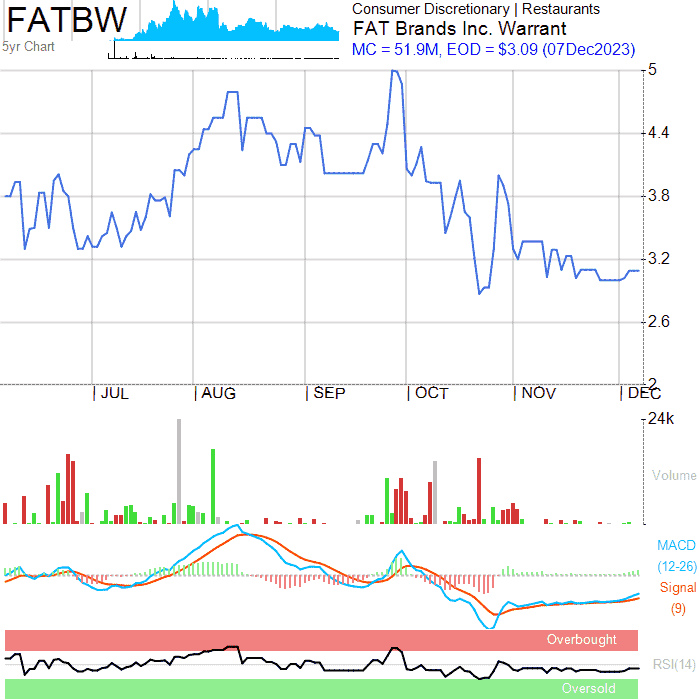 FATBW
5yr Chart
Consumer Discretionary | Restaurants
FAT Brands Inc. Warrant
MC = 51.9M, EOD = $3.09 (07Dec2023)
5
4.4
3.8
3.2
2.6
2
JUL AUG SEP OCT NOV DEC
24k
Volume
MACD
(12-26)
Signal
(9)
Overbought
RSI(14)
Oversold